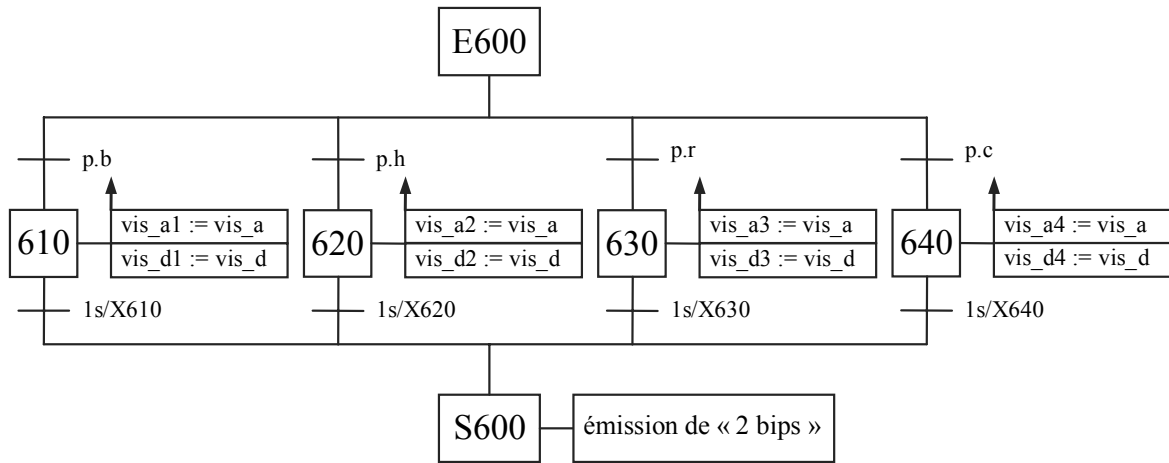 E600
p.b
p.h
p.r
p.c
610
vis_a1 := vis_a
vis_d1 := vis_d
620
vis_a2 := vis_a
vis_d2 := vis_d
630
vis_a3 := vis_a
vis_d3 := vis_d
640
vis_a4 := vis_a
vis_d4 := vis_d
1s/X610
1s/X620
1s/X630
1s/X640
S600
émission de « 2 bips »